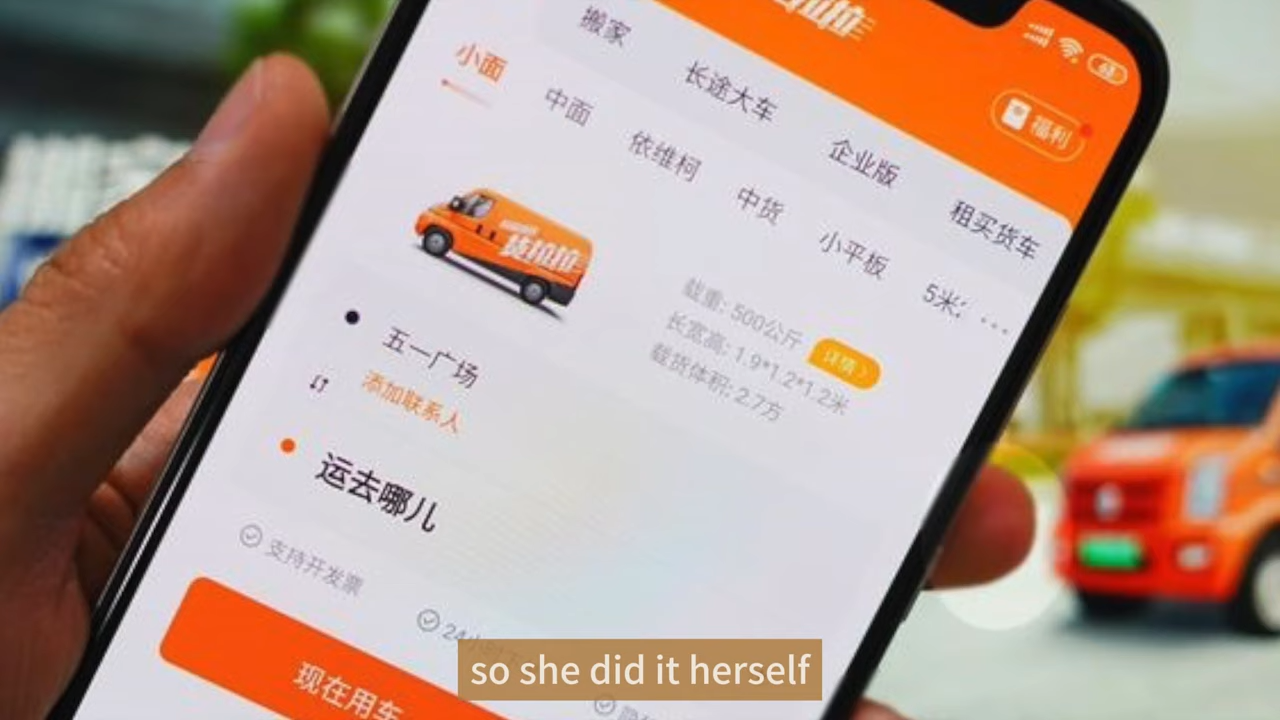 搬家
长途大车
企业版
租买货车
福利
68
小面
中面
依维柯
中货
小平板
5米
...
货拉拉
载重: 500公斤
详情 >
长宽高: 1.9*1.2*1.2米
载货体积: 2.7方
五一广场
添加联系人
运去哪儿
支持开发票
现在用车
so she did it herself